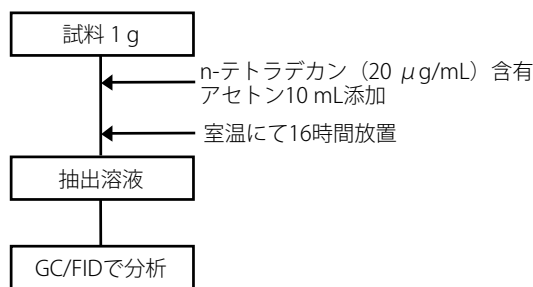 試料 1 g
n-テトラデカン（20 μg/mL）含有
アセトン10 mL添加
室温にて16時間放置
抽出溶液
GC/FIDで分析